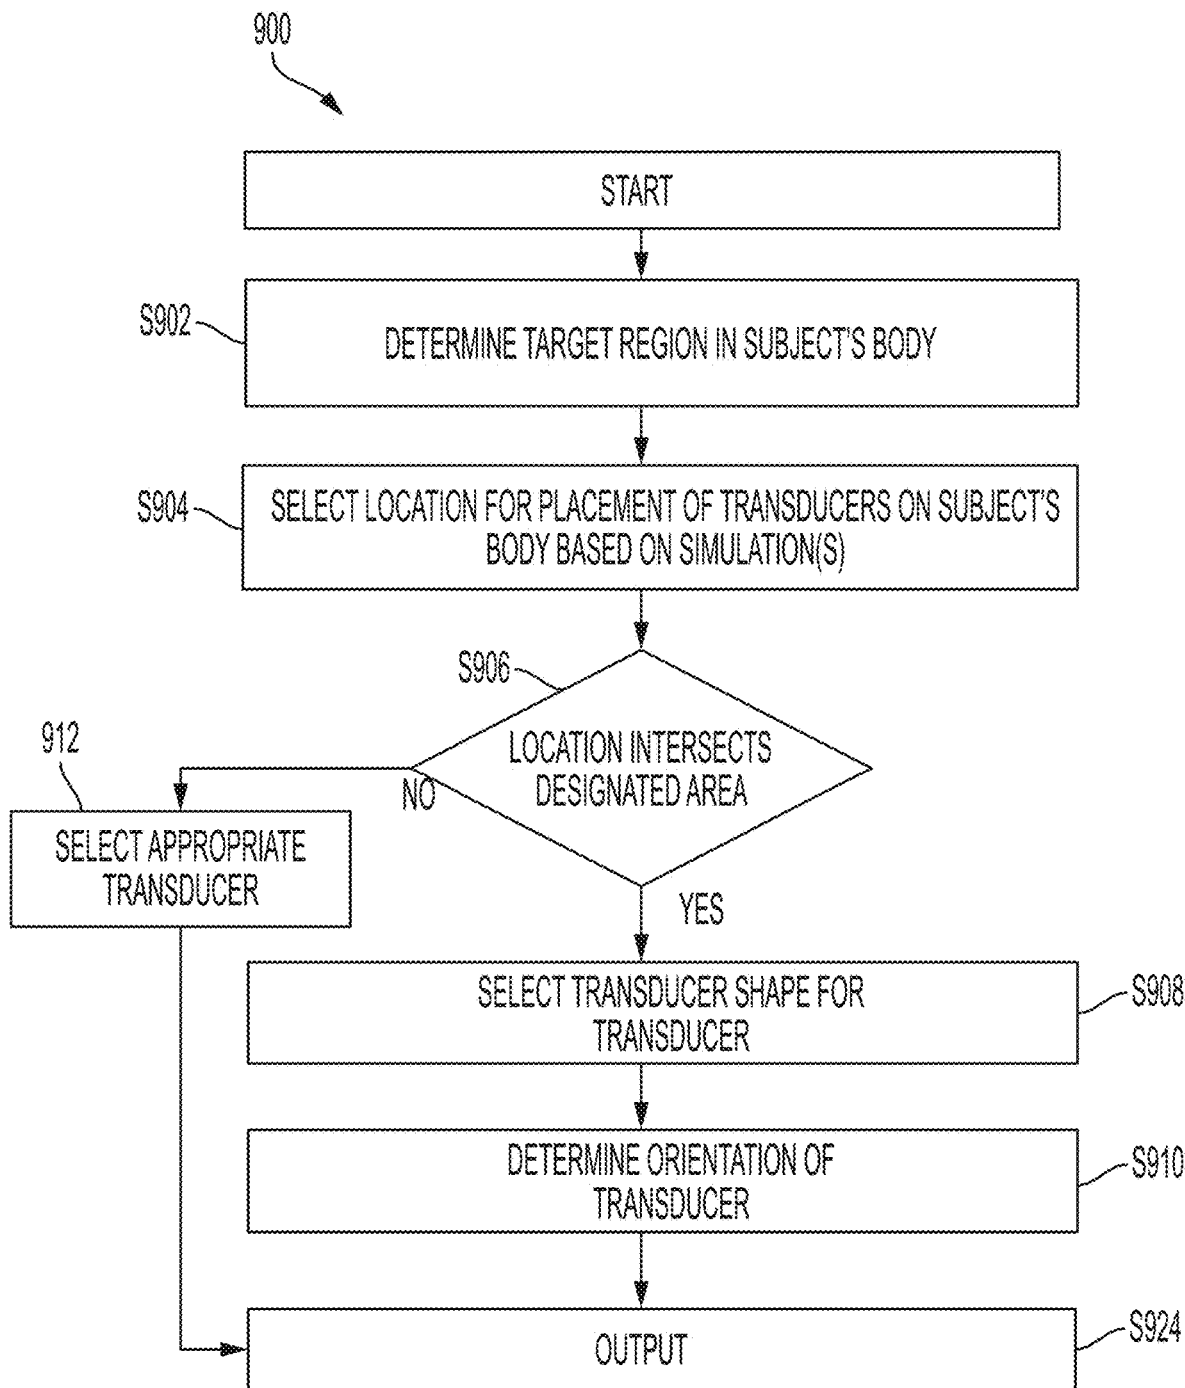 900
START
S902
DETERMINE TARGET REGION IN SUBJECT'S BODY
S904
SELECT LOCATION FOR PLACEMENT OF TRANSDUCERS ON SUBJECT'S
BODY BASED ON SIMULATION(S)
S906
LOCATION INTERSECTS
DESIGNATED AREA
NO
912
SELECT APPROPRIATE
TRANSDUCER
YES
SELECT TRANSDUCER SHAPE FOR
TRANSDUCER
S908
DETERMINE ORIENTATION OF
TRANSDUCER
S910
OUTPUT
S924